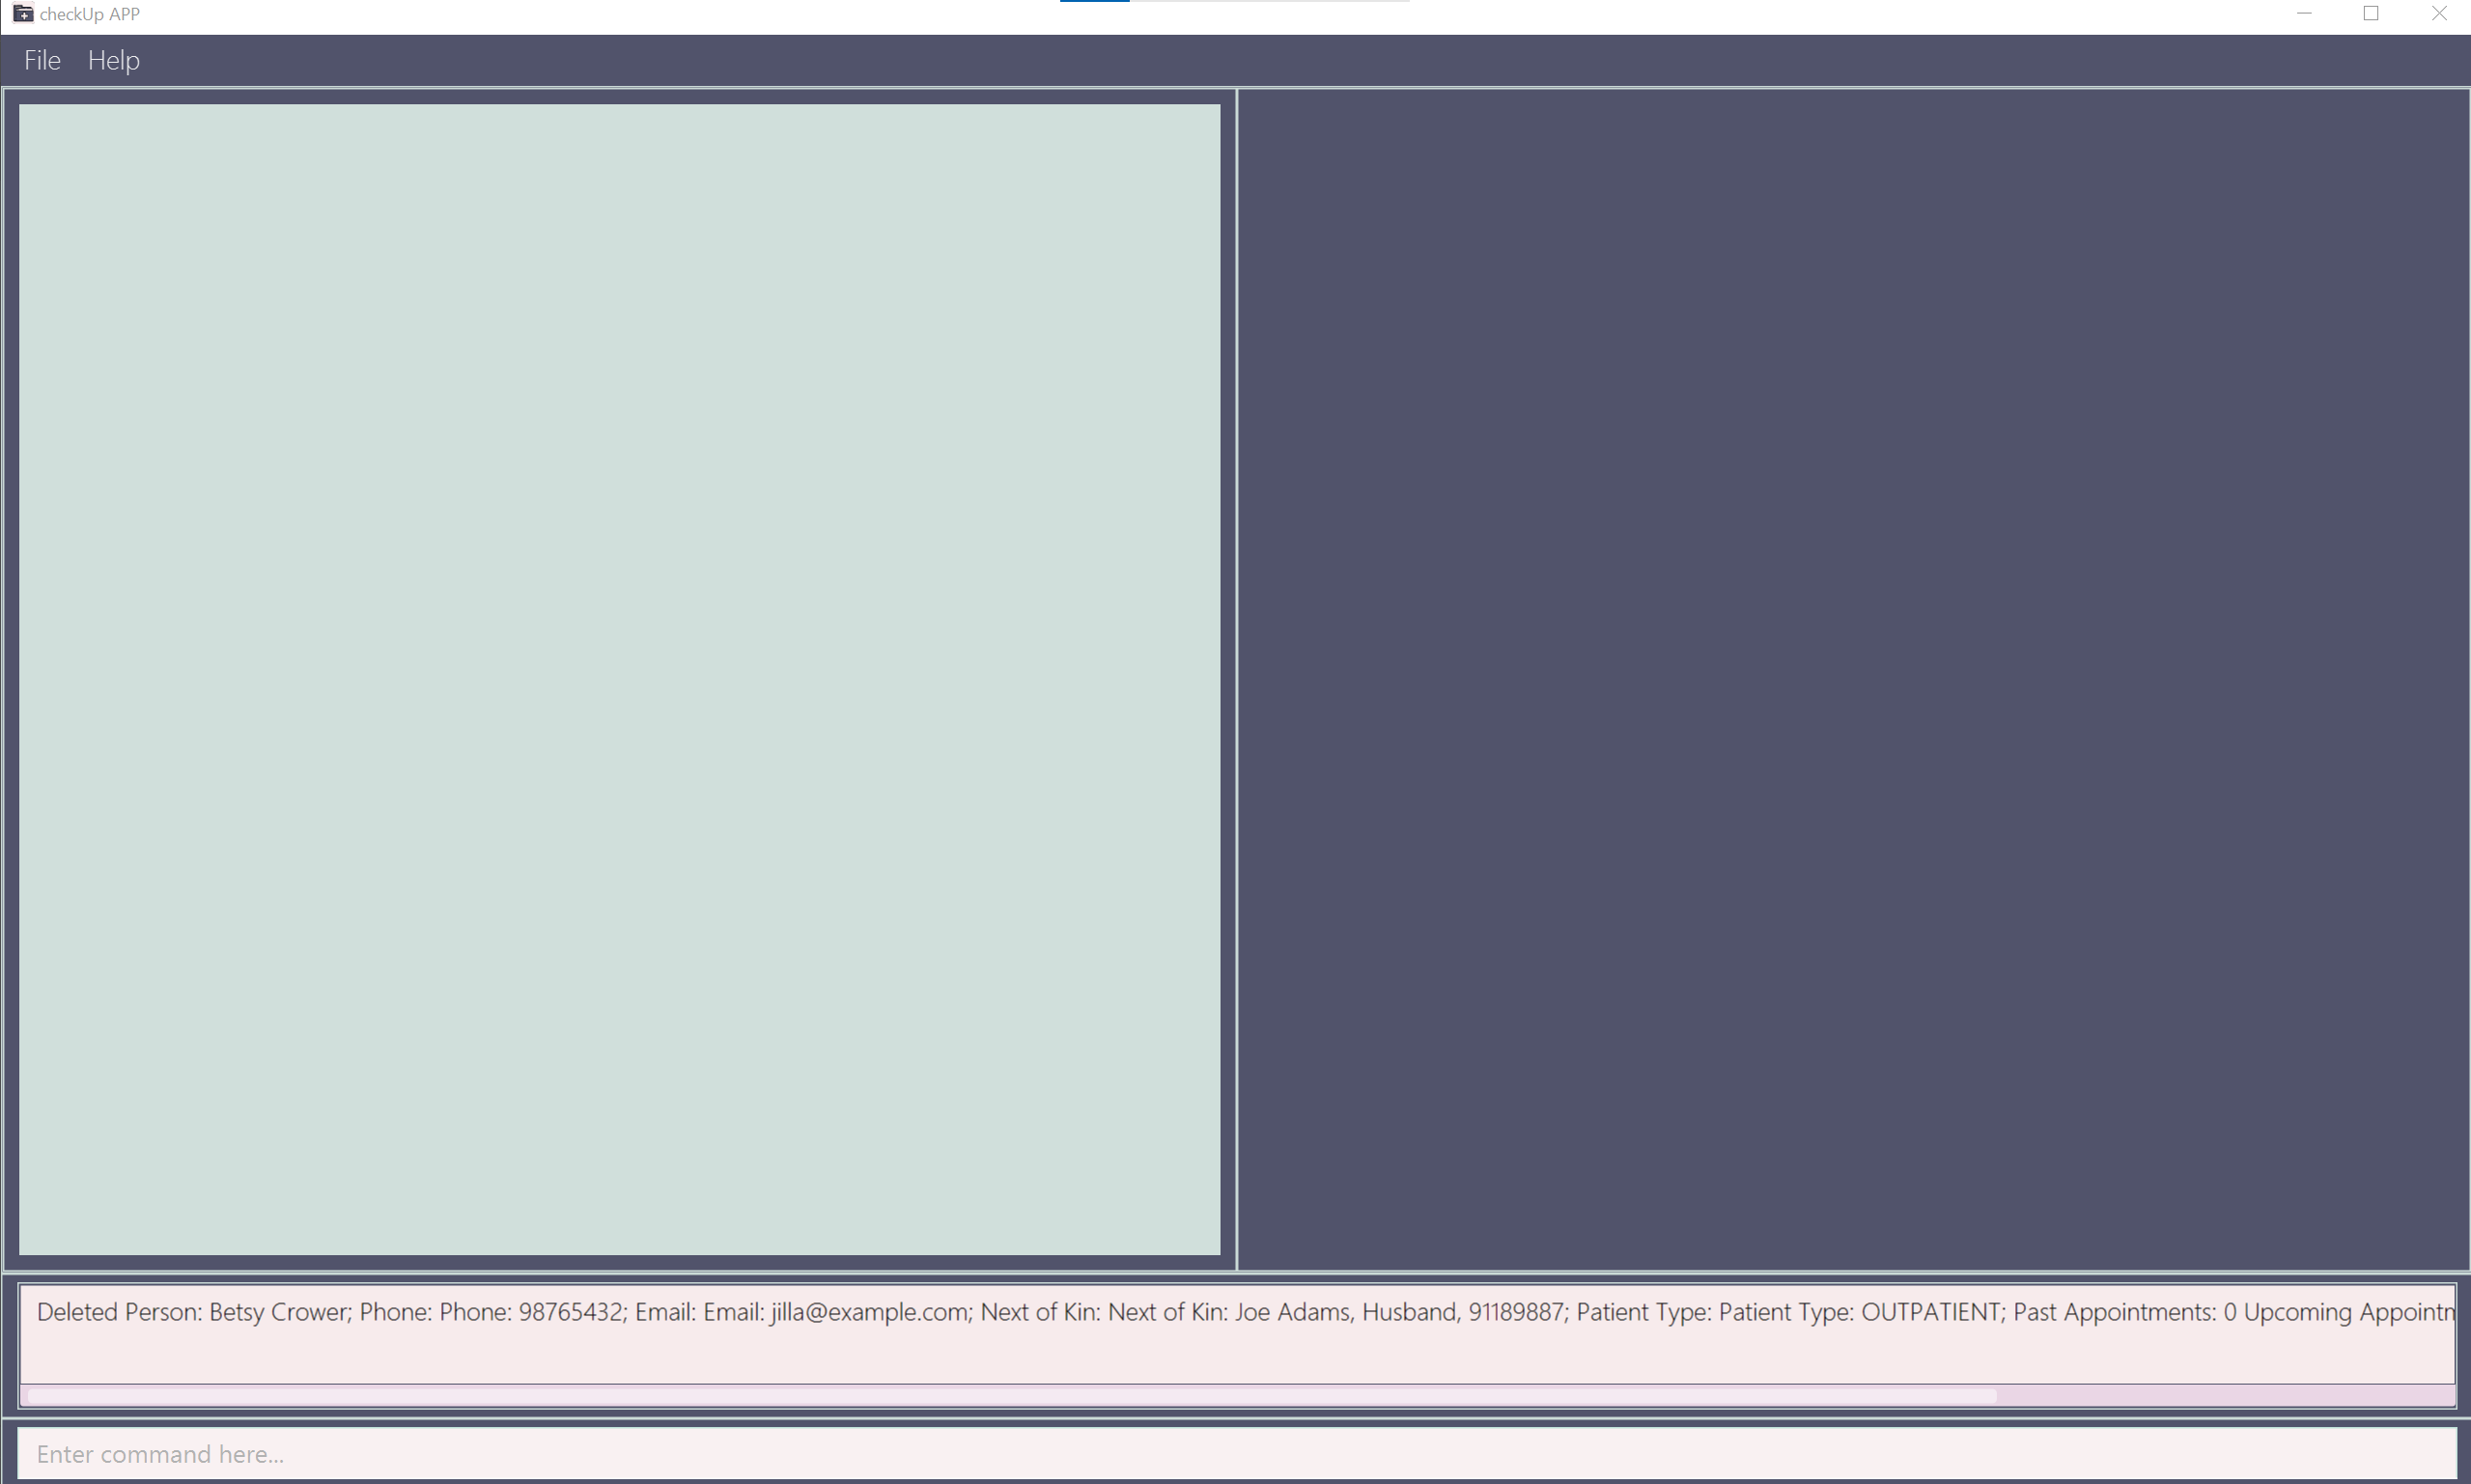 checkUp APP
File Help
Deleted Person: Betsy Crower; Phone: Phone: 98765432; Email: Email: jilla@example.com; Next of Kin: Next of Kin: Joe Adams, Husband, 91189887; Patient Type: Patient Type: OUTPATIENT; Past Appointments: 0 Upcoming
Enter command here...